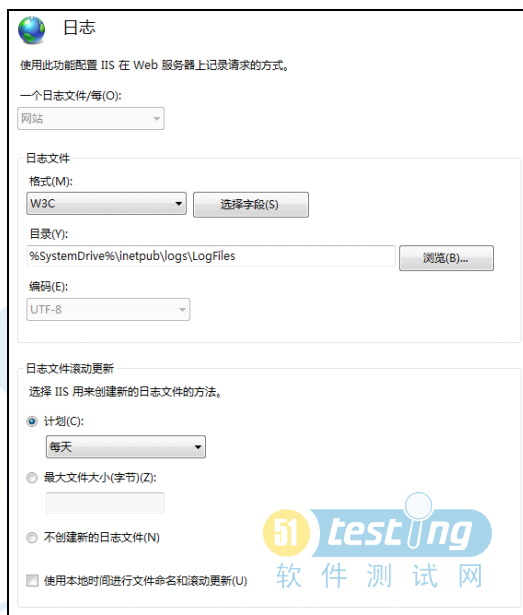 日志
使用此功能配置 IIS 在 Web 服务器上记录请求的方式。
一个日志文件/每(O):
网站
日志文件
格式(M):
W3C
选择字段(S)
目录(Y):
%SystemDrive%\inetpub\logs\LogFiles
浏览(B)...
编码(E):
UTF-8
日志文件滚动更新
选择 IIS 用来创建新的日志文件的方法。
计划(C):
每天
最大文件大小(字节)(Z):
不创建新的日志文件(N)
使用本地时间进行文件命名和滚动更新(U)
51 testing
软件测试网